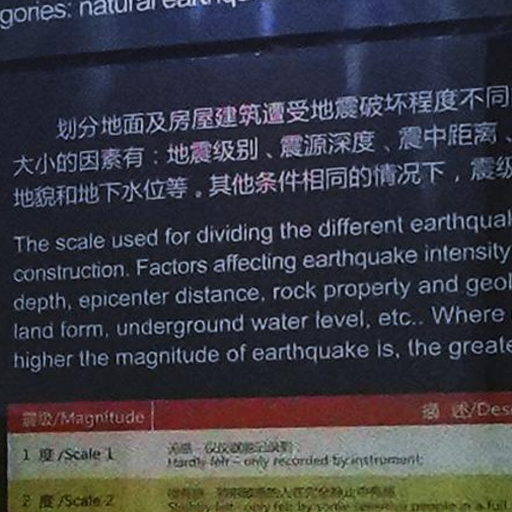 gories: natural
划分地面及房屋建筑遭受地震破坏程度不同
大小的因素有：地震级别、震源深度、震中距离、
地貌和地下水位等。其他条件相同的情况下，震级
The scale used for dividing the different earthqual
construction. Factors affecting earthquake intensity
depth, epicenter distance, rock property and geol
land form, underground water level, etc.. Where
higher the magnitude of earthquake is, the greate
震级/Magnitude 描 述/Des
1 度 /Scale 1
Hardly felt – only recorded by instrument;
2 度 /Scale 2